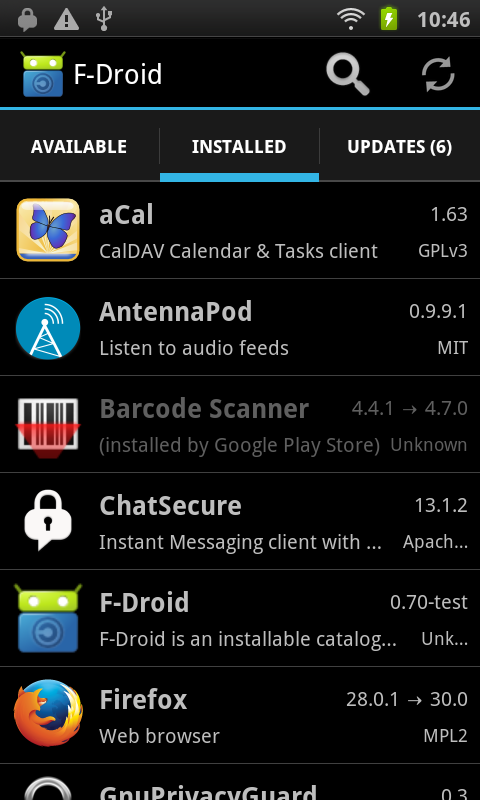 10:46
F-Droid
AVAILABLE INSTALLED UPDATES (6)
aCal 1.63
CalDAV Calendar & Tasks client GPLv3
AntennaPod 0.9.9.1
Listen to audio feeds MIT
Barcode Scanner 4.4.1 → 4.7.0
(installed by Google Play Store) Unknown
ChatSecure 13.1.2
Instant Messaging client with ... Apach...
F-Droid 0.70-test
F-Droid is an installable catalog... Unk...
Firefox 28.0.1 → 30.0
Web browser MPL2
GnuPrivacyGuard 0.3